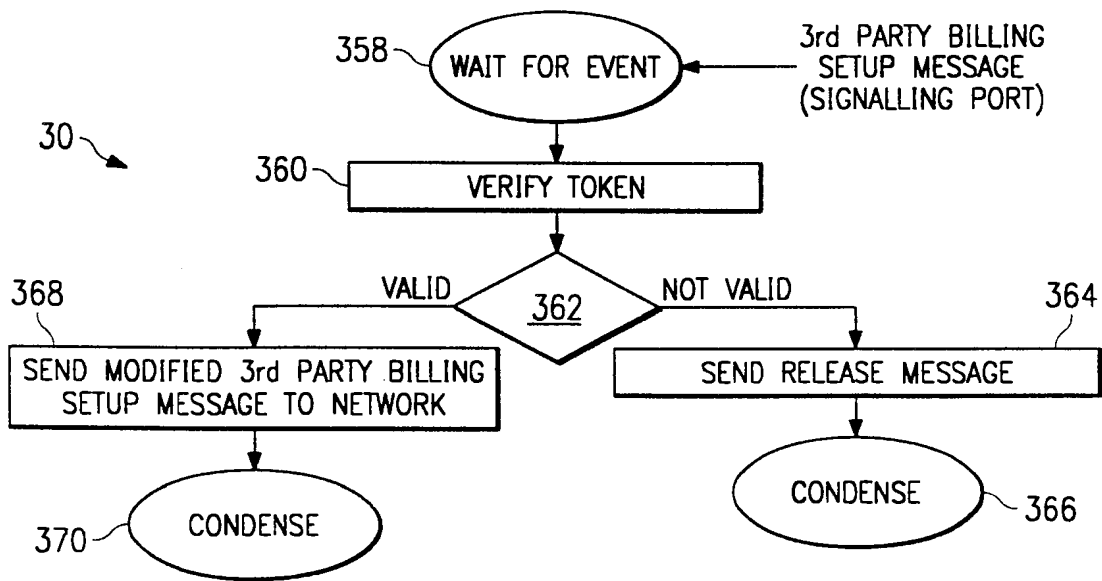 358
WAIT FOR EVENT
3rd PARTY BILLING
SETUP MESSAGE
(SIGNALLING PORT)
30
360
VERIFY TOKEN
VALID
362
NOT VALID
368
SEND MODIFIED 3rd PARTY BILLING
SETUP MESSAGE TO NETWORK
364
SEND RELEASE MESSAGE
370
CONDENSE
CONDENSE
366